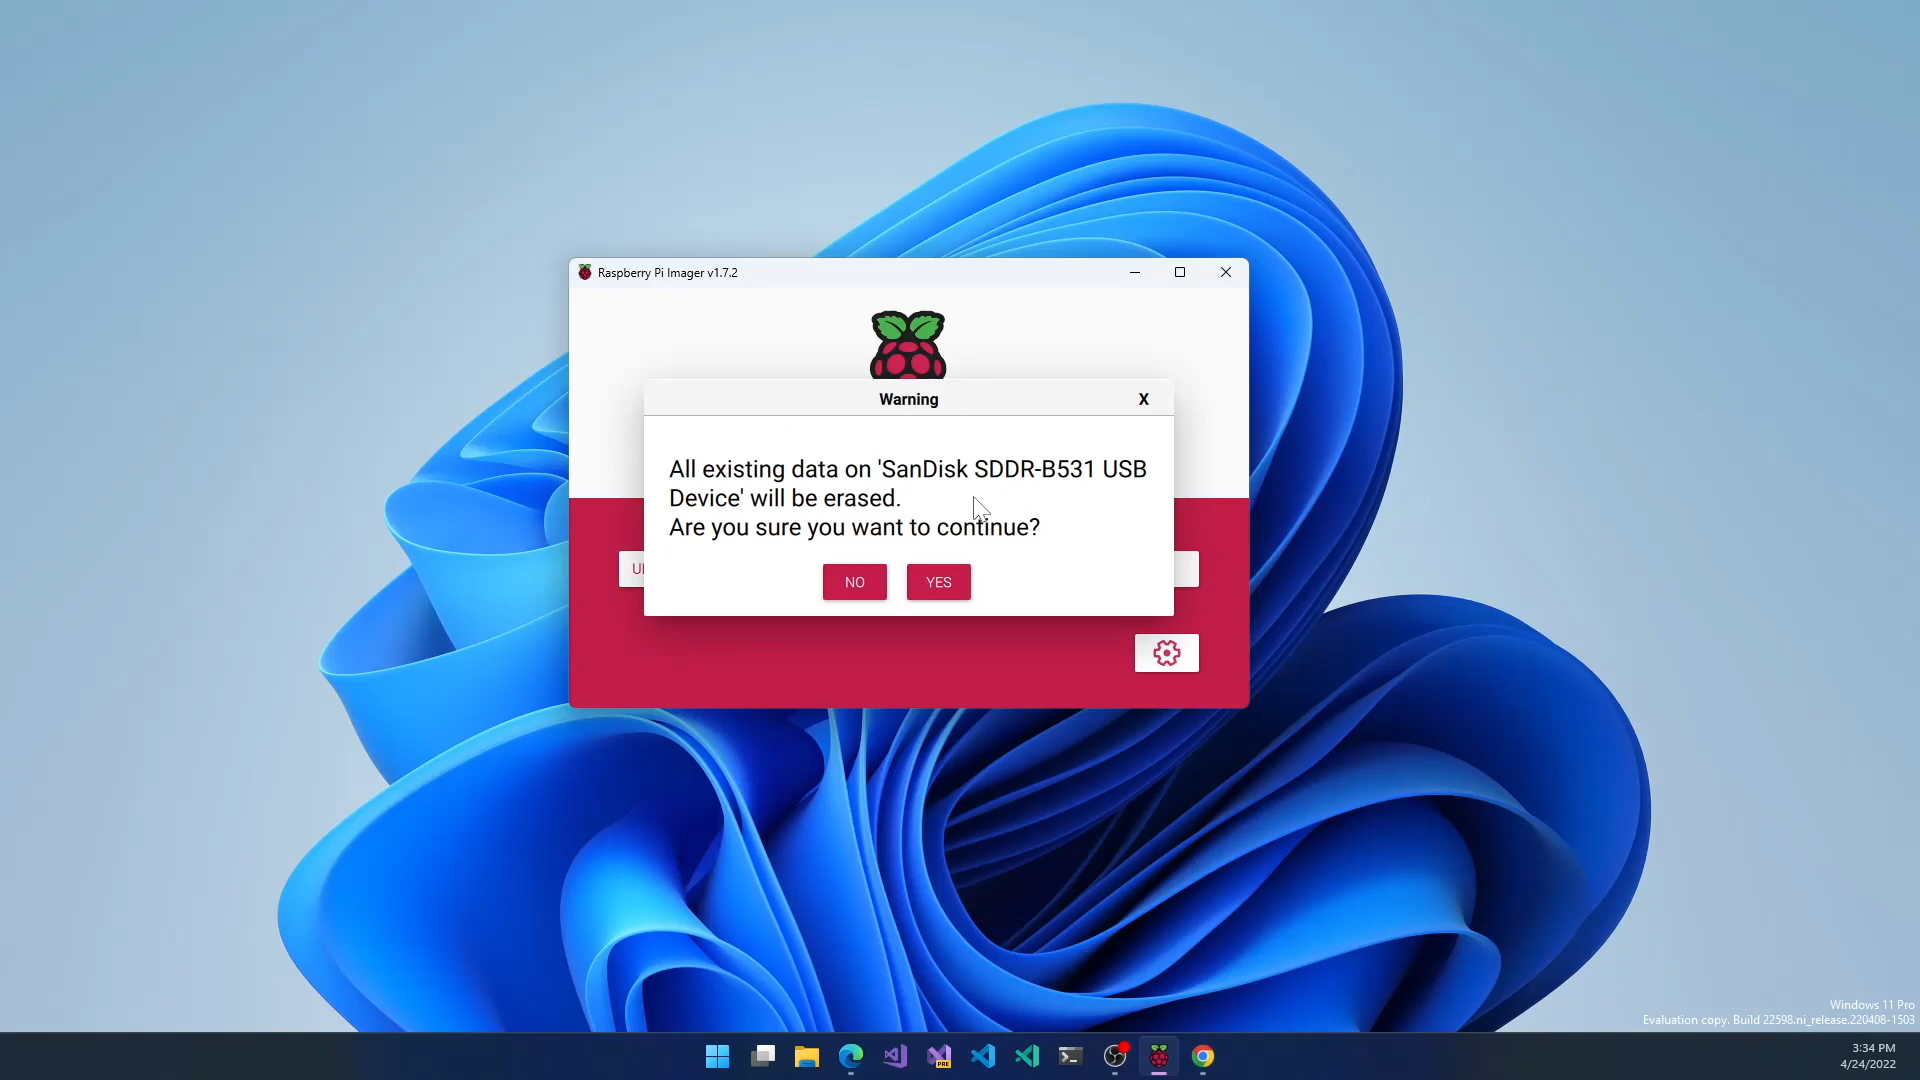 Raspberry Pi Imager v1.7.2
Warning
X
All existing data on 'SanDisk SDDR-B531 USB
Device' will be erased.
Are you sure you want to continue?
NO
YES
Windows 11 Pro
Evaluation copy. Build 22598.ni_release.220408-1503
PRE
3:34 PM
4/24/2022